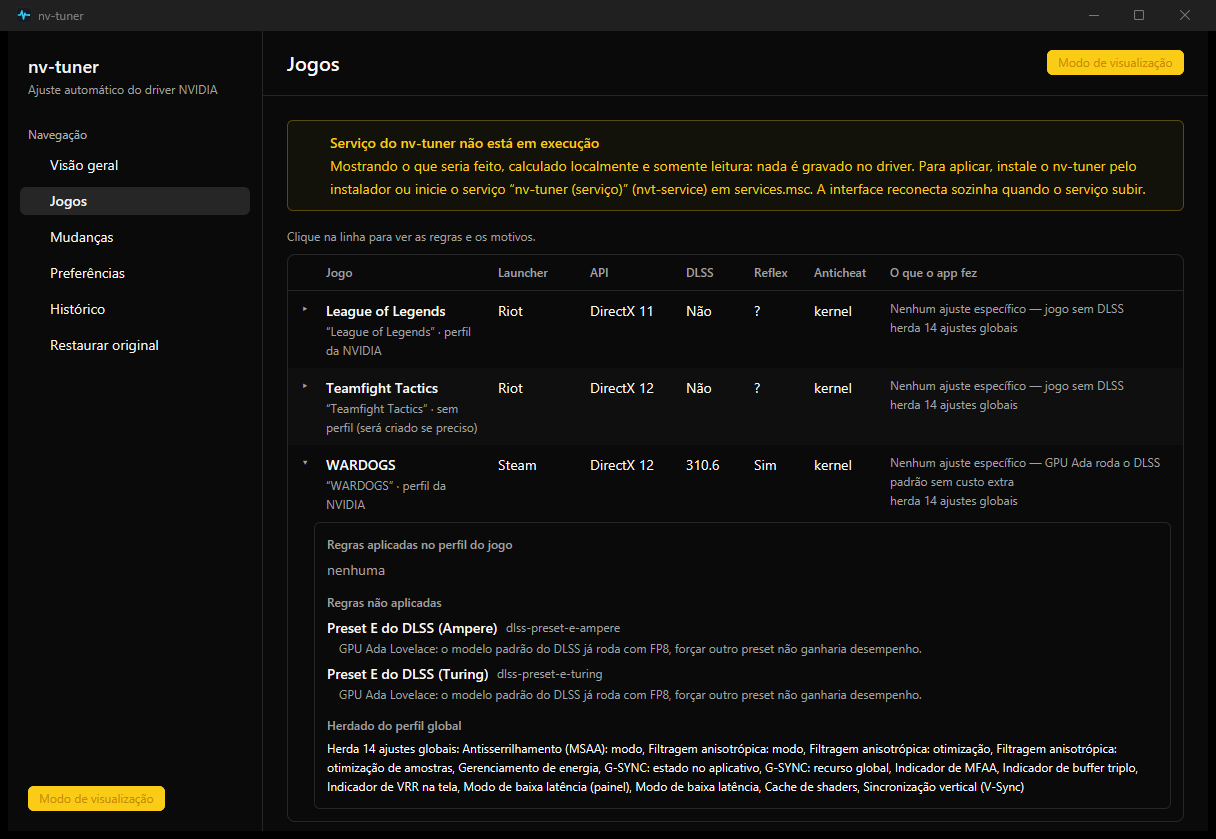 nv-tuner
nv-tuner
Ajuste automático do driver NVIDIA
Navegação
Visão geral
Jogos
Mudanças
Preferências
Histórico
Restaurar original
Modo de visualização
Jogos
Modo de visualização
Serviço do nv-tuner não está em execução
Mostrando o que seria feito, calculado localmente e somente leitura: nada é gravado no driver. Para aplicar, instale o nv-tuner pelo
instalador ou inicie o serviço “nv-tuner (serviço)” (nvt-service) em services.msc. A interface reconecta sozinha quando o serviço subir.
Clique na linha para ver as regras e os motivos.
Jogo Launcher API DLSS Reflex Anticheat O que o app fez
League of Legends Riot DirectX 11 Não ? kernel Nenhum ajuste específico — jogo sem DLSS
“League of Legends” · perfil herda 14 ajustes globais
da NVIDIA
Teamfight Tactics Riot DirectX 12 Não ? kernel Nenhum ajuste específico — jogo sem DLSS
“Teamfight Tactics” · sem herda 14 ajustes globais
perfil (será criado se preciso)
WARDOGS Steam DirectX 12 310.6 Sim kernel Nenhum ajuste específico — GPU Ada roda o DLSS
“WARDOGS” · perfil da padrão sem custo extra
NVIDIA herda 14 ajustes globais
Regras aplicadas no perfil do jogo
nenhuma
Regras não aplicadas
Preset E do DLSS (Ampere) dlss-preset-e-ampere
GPU Ada Lovelace: o modelo padrão do DLSS já roda com FP8, forçar outro preset não ganharia desempenho.
Preset E do DLSS (Turing) dlss-preset-e-turing
GPU Ada Lovelace: o modelo padrão do DLSS já roda com FP8, forçar outro preset não ganharia desempenho.
Herdado do perfil global
Herda 14 ajustes globais: Antisserrilhamento (MSAA): modo, Filtragem anisotrópica: modo, Filtragem anisotrópica: otimização, Filtragem anisotrópica:
otimização de amostras, Gerenciamento de energia, G-SYNC: estado no aplicativo, G-SYNC: recurso global, Indicador de MFAA, Indicador de buffer triplo,
Indicador de VRR na tela, Modo de baixa latência (painel), Modo de baixa latência, Cache de shaders, Sincronização vertical (V-Sync)